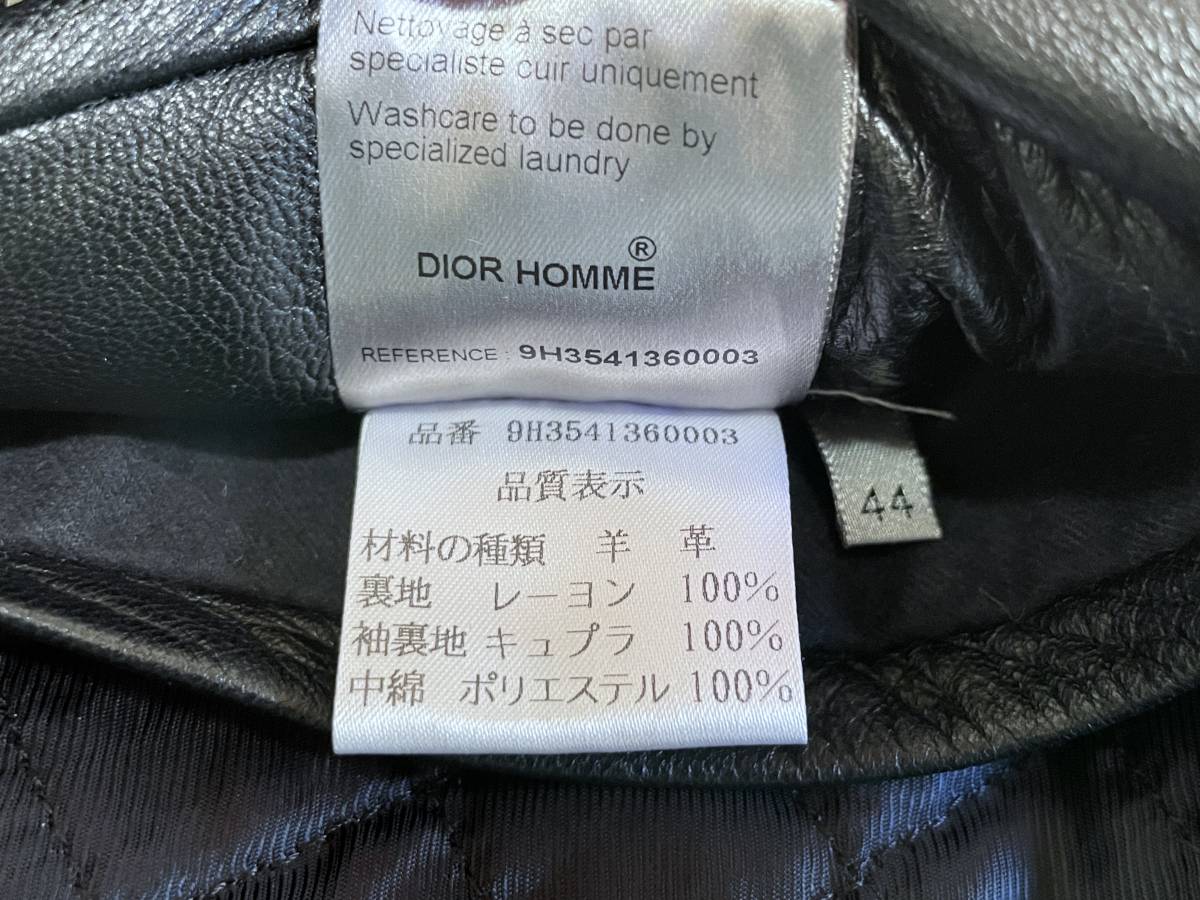 Nettoyage à sec par
specialiste cuir uniquement
Washcare to be done by
specialized laundry
DIOR HOMME®
REFERENCE : 9H3541360003
品番 9H3541360003
品質表示
材料の種類 羊 革
裏地 レーヨン 100%
袖裏地 キュプラ 100%
中綿 ポリエステル 100%
44